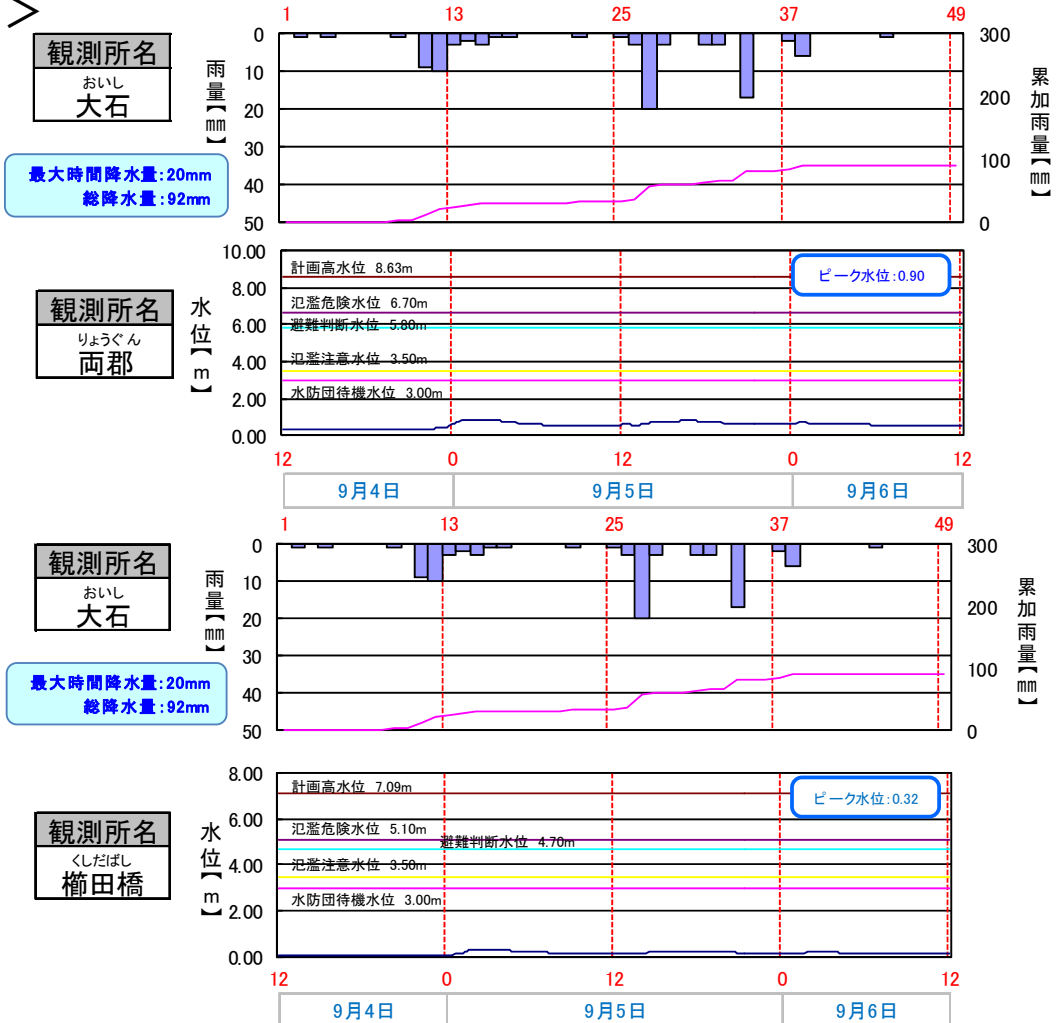 ＞
1 13 25 37 49
観測所名
おいし
大石
最大時間降水量:20mm
総降水量:92mm
雨量【mm】
0
10
20
30
40
50
300
200
100
0
累加雨量【mm】
観測所名
りょうぐん
両郡
水位【m】
10.00
8.00
6.00
4.00
2.00
0.00
計画高水位 8.63m
氾濫危険水位 6.70m
避難判断水位 5.80m
氾濫注意水位 3.50m
水防団待機水位 3.00m
ピーク水位:0.90
12 0 12 0 12
9月4日 9月5日 9月6日
1 13 25 37 49
観測所名
おいし
大石
最大時間降水量:20mm
総降水量:92mm
雨量【mm】
0
10
20
30
40
50
300
200
100
0
累加雨量【mm】
観測所名
くしだばし
櫛田橋
水位【m】
8.00
6.00
4.00
2.00
0.00
計画高水位 7.09m
氾濫危険水位 5.10m
避難判断水位 4.70m
氾濫注意水位 3.50m
水防団待機水位 3.00m
ピーク水位:0.32
12 0 12 0 12
9月4日 9月5日 9月6日